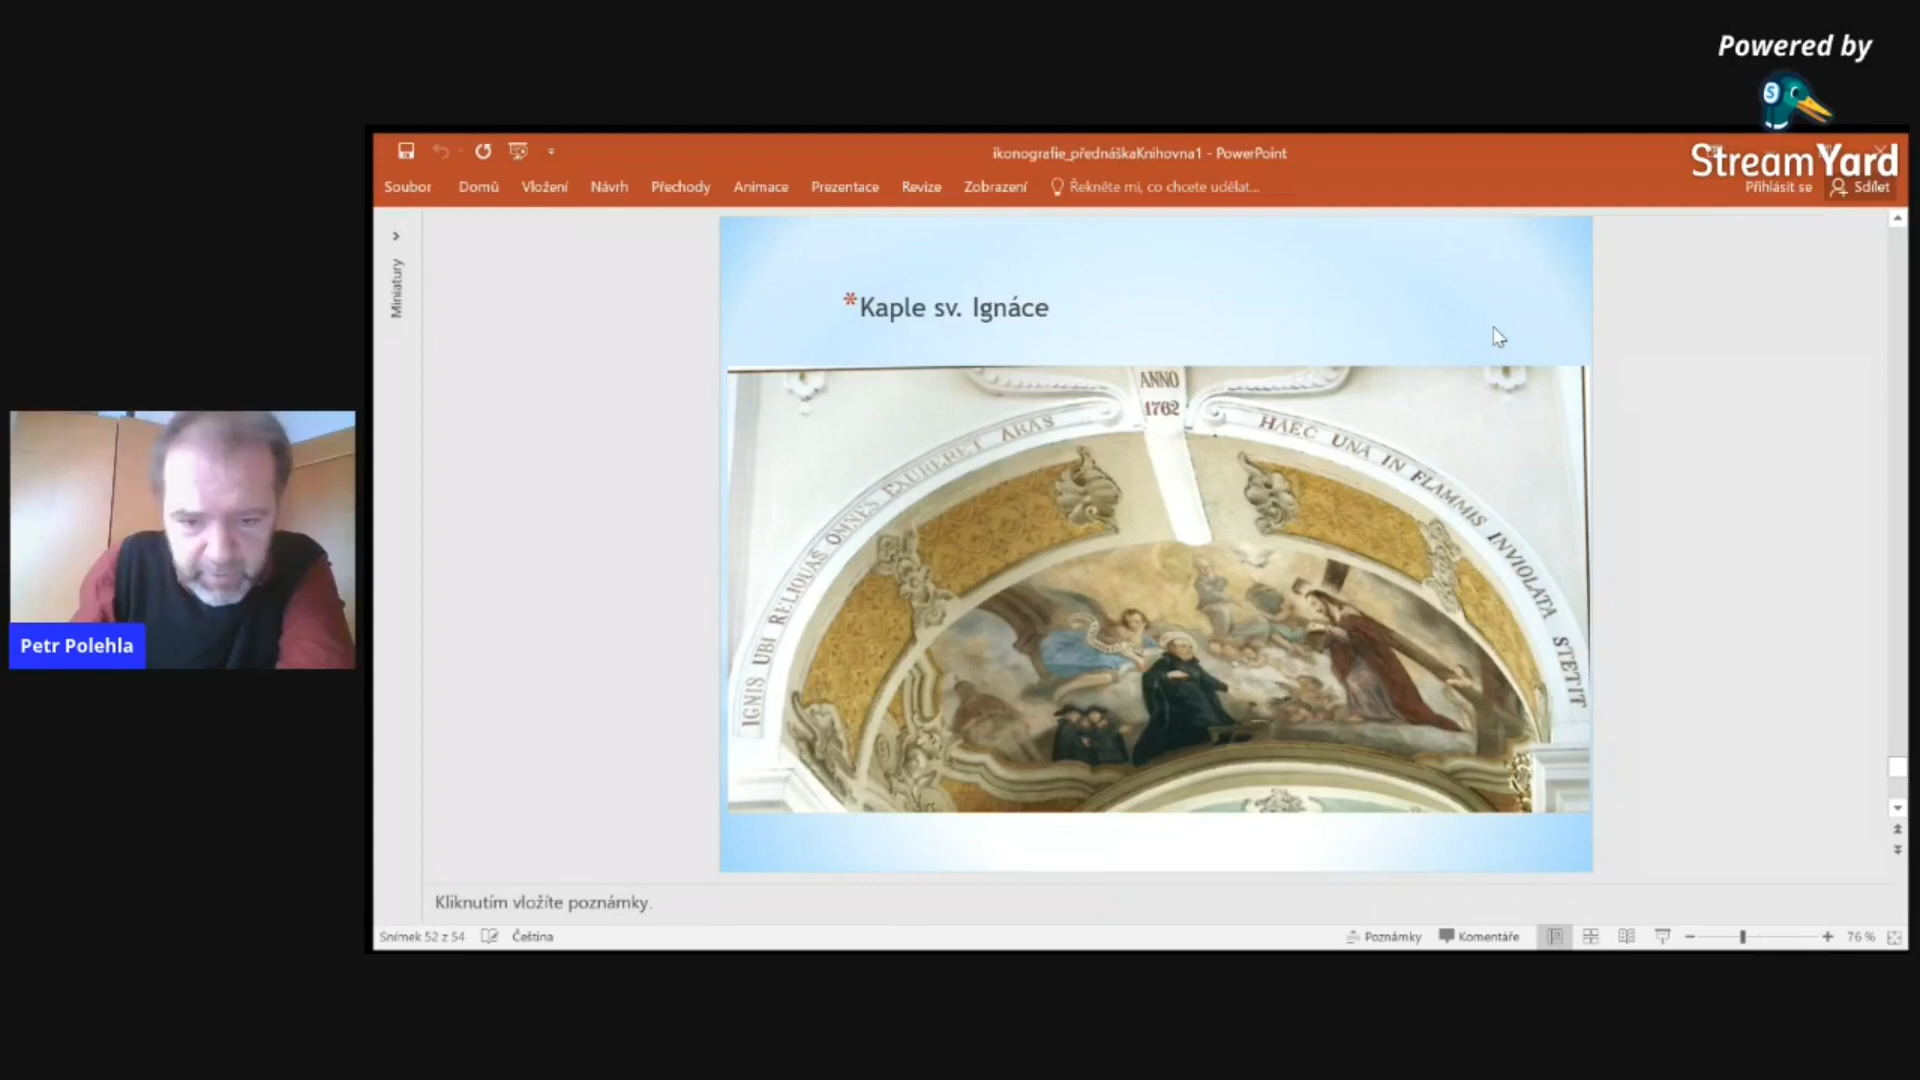 Powered by
StreamYard
ikonografie_přednáškaKnihovna1 - PowerPoint
Soubor Domů Vložení Návrh Přechody Animace Prezentace Revize Zobrazení Řekněte mi, co chcete udělat... Přihlásit se Sdílet
Miniatury
*Kaple sv. Ignáce
ANNO
1762
IGNIS UBI RELIQUAS OMNES EXURERET ARAS
HAEC UNA IN FLAMMIS INVIOLATA STETIT
Petr Polehla
Kliknutím vložíte poznámky.
Snímek 52 z 54 Čeština Poznámky Komentáře 76 %